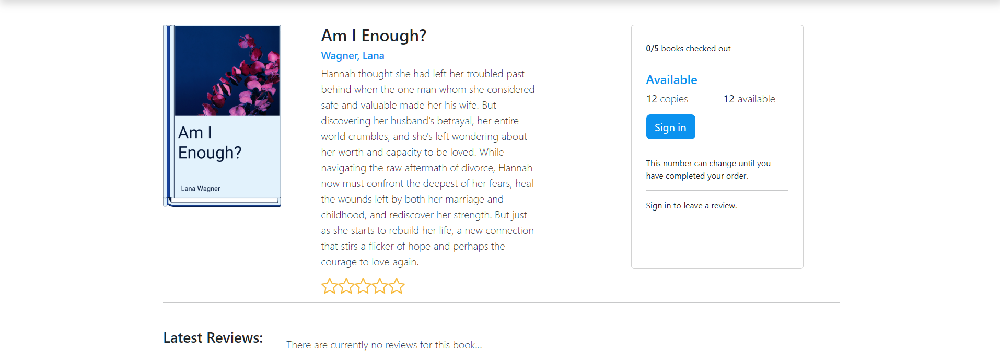 Am I
Enough?
Lana Wagner
Am I Enough?
Wagner, Lana
Hannah thought she had left her troubled past
behind when the one man whom she considered
safe and valuable made her his wife. But
discovering her husband's betrayal, her entire
world crumbles, and she's left wondering about
her worth and capacity to be loved. While
navigating the raw aftermath of divorce, Hannah
now must confront the deepest of her fears, heal
the wounds left by both her marriage and
childhood, and rediscover her strength. But just
as she starts to rebuild her life, a new connection
that stirs a flicker of hope and perhaps the
courage to love again.
0/5 books checked out
Available
12 copies 12 available
Sign in
This number can change until you
have completed your order.
Sign in to leave a review.
Latest Reviews:
There are currently no reviews for this book...